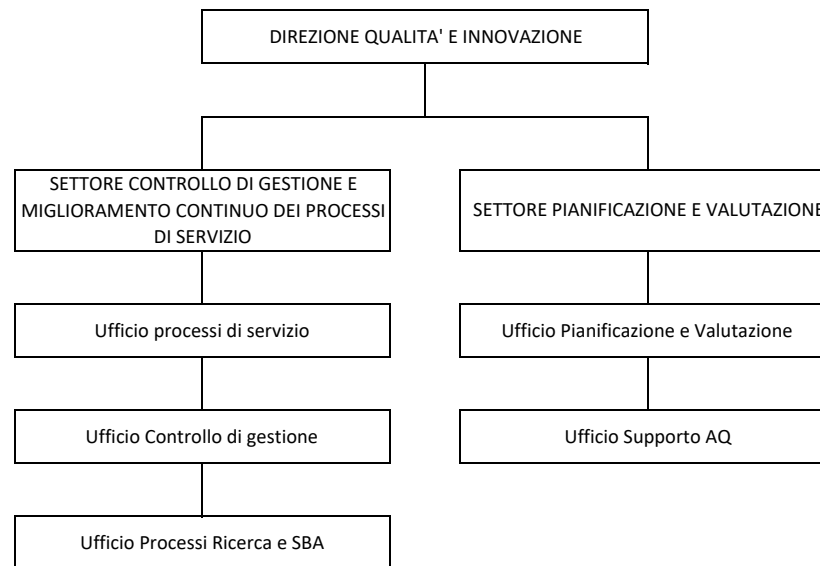 DIREZIONE QUALITA' E INNOVAZIONE
SETTORE CONTROLLO DI GESTIONE E
MIGLIORAMENTO CONTINUO DEI PROCESSI
DI SERVIZIO
SETTORE PIANIFICAZIONE E VALUTAZIONE
Ufficio processi di servizio
Ufficio Pianificazione e Valutazione
Ufficio Controllo di gestione
Ufficio Supporto AQ
Ufficio Processi Ricerca e SBA